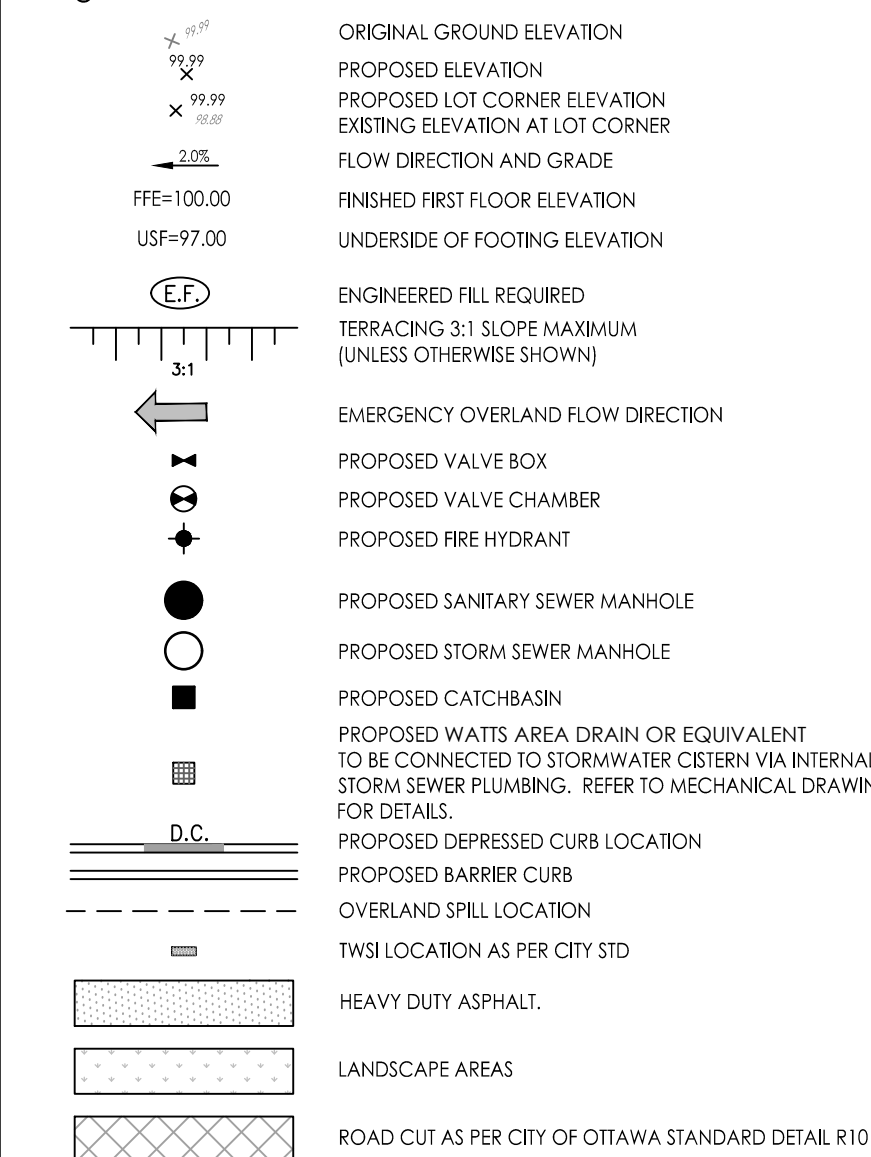 99.99 ORIGINAL GROUND ELEVATION
99.99 PROPOSED ELEVATION
99.99 PROPOSED LOT CORNER ELEVATION
98.88 EXISTING ELEVATION AT LOT CORNER
2.0% FLOW DIRECTION AND GRADE
FFE=100.00 FINISHED FIRST FLOOR ELEVATION
USF=97.00 UNDERSIDE OF FOOTING ELEVATION
E.F. ENGINEERED FILL REQUIRED
TERRACING 3:1 SLOPE MAXIMUM
(UNLESS OTHERWISE SHOWN)
3:1
EMERGENCY OVERLAND FLOW DIRECTION
PROPOSED VALVE BOX
PROPOSED VALVE CHAMBER
PROPOSED FIRE HYDRANT
PROPOSED SANITARY SEWER MANHOLE
PROPOSED STORM SEWER MANHOLE
PROPOSED CATCHBASIN
PROPOSED WATTS AREA DRAIN OR EQUIVALENT
TO BE CONNECTED TO STORMWATER CISTERN VIA INTERNAL
STORM SEWER PLUMBING. REFER TO MECHANICAL
FOR DETAILS.
D.C. PROPOSED DEPRESSED CURB LOCATION
PROPOSED BARRIER CURB
OVERLAND SPILL LOCATION
TWSI LOCATION AS PER CITY STD
HEAVY DUTY ASPHALT.
LANDSCAPE AREAS
ROAD CUT AS PER CITY OF OTTAWA STANDARD DETAIL R10